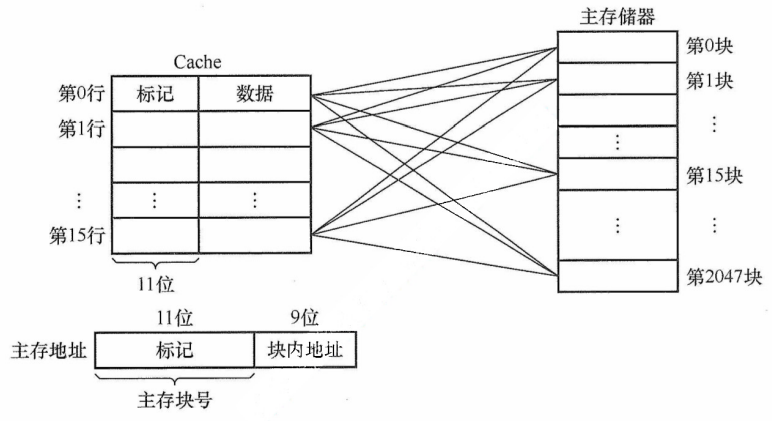 主存储器
Cache
第0行
标记
数据
第0块
第1行
第1块
⋮
⋮
⋮
⋮
⋮
第15块
第15行
⋮
⋮
第2047块
11位
11位
9位
主存地址
标记
块内地址
主存块号